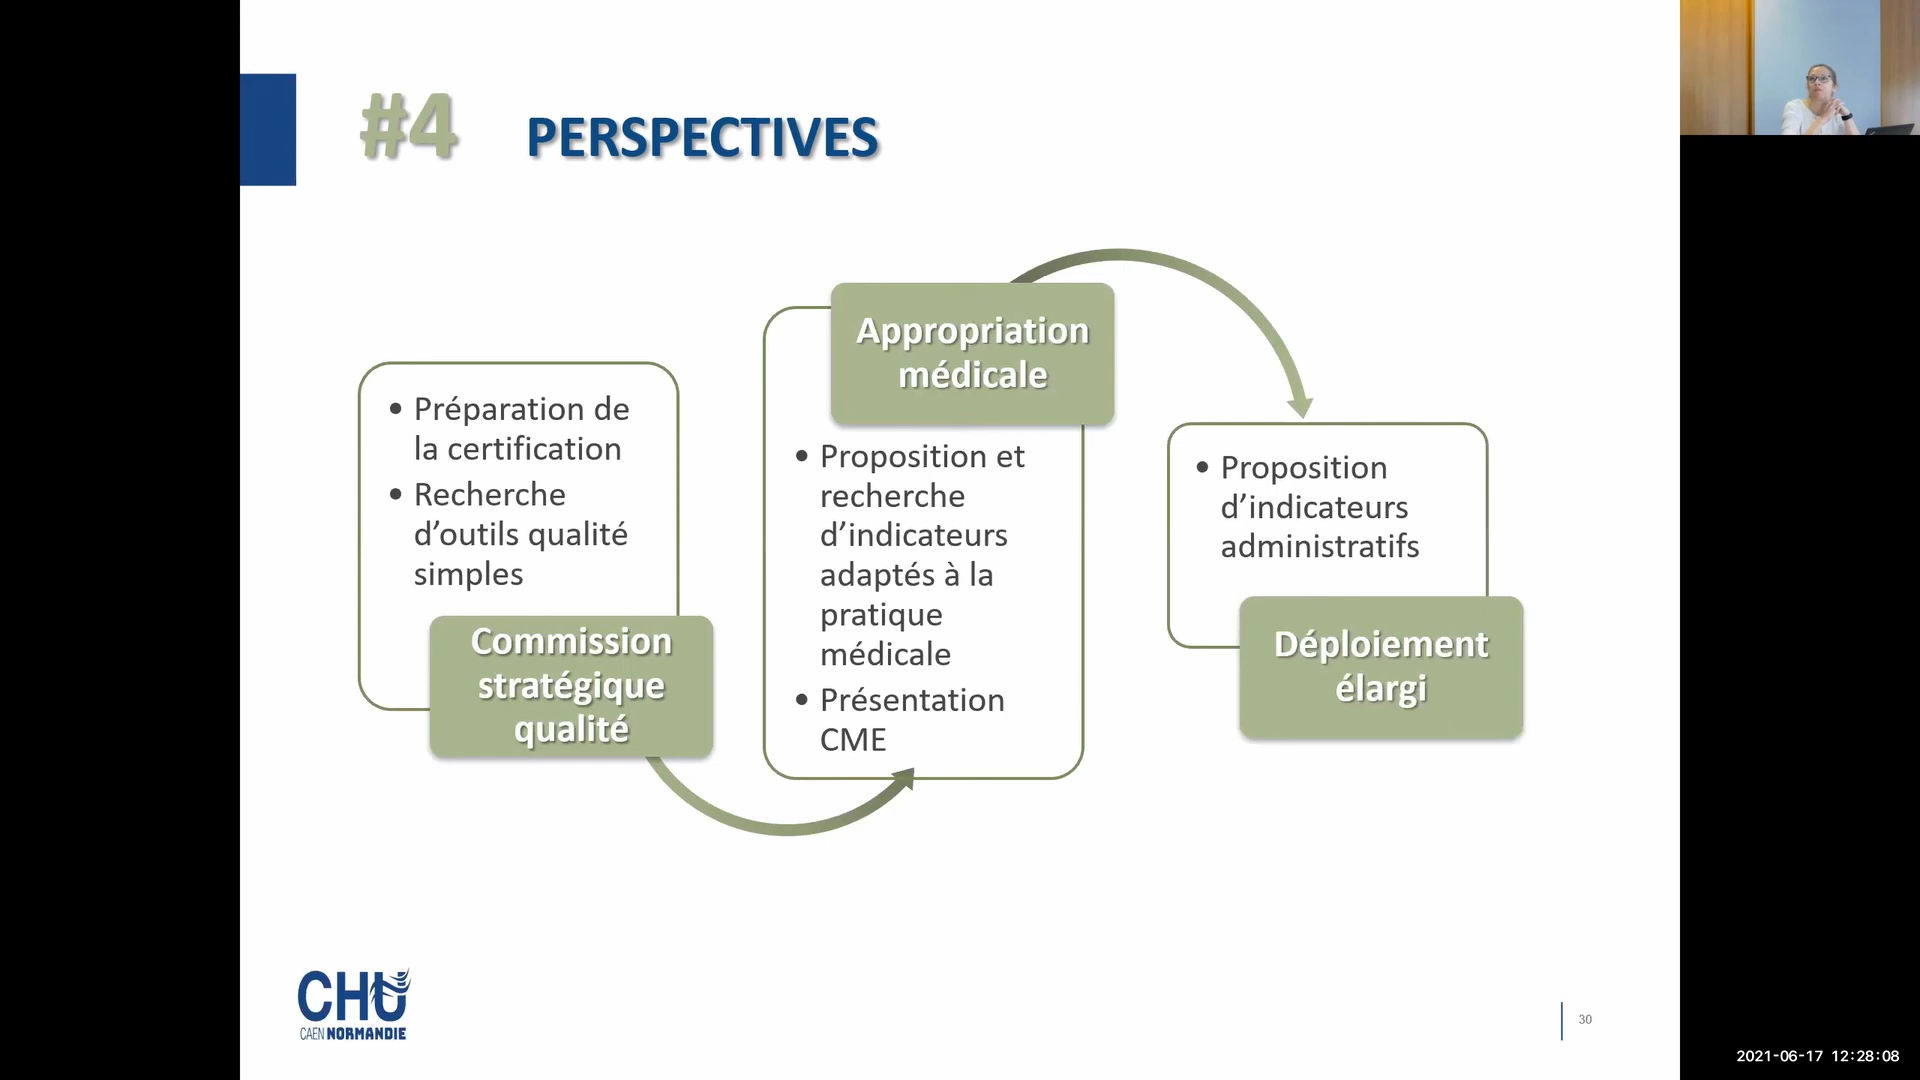 #4 PERSPECTIVES
• Préparation de
la certification
• Recherche
d’outils qualité
simples
Commission
stratégique
qualité
Appropriation
médicale
• Proposition et
recherche
d’indicateurs
adaptés à la
pratique
médicale
• Présentation
CME
• Proposition
d’indicateurs
administratifs
Déploiement
élargi
CHU
CAEN NORMANDIE
30
2021-06-17 12:28:08